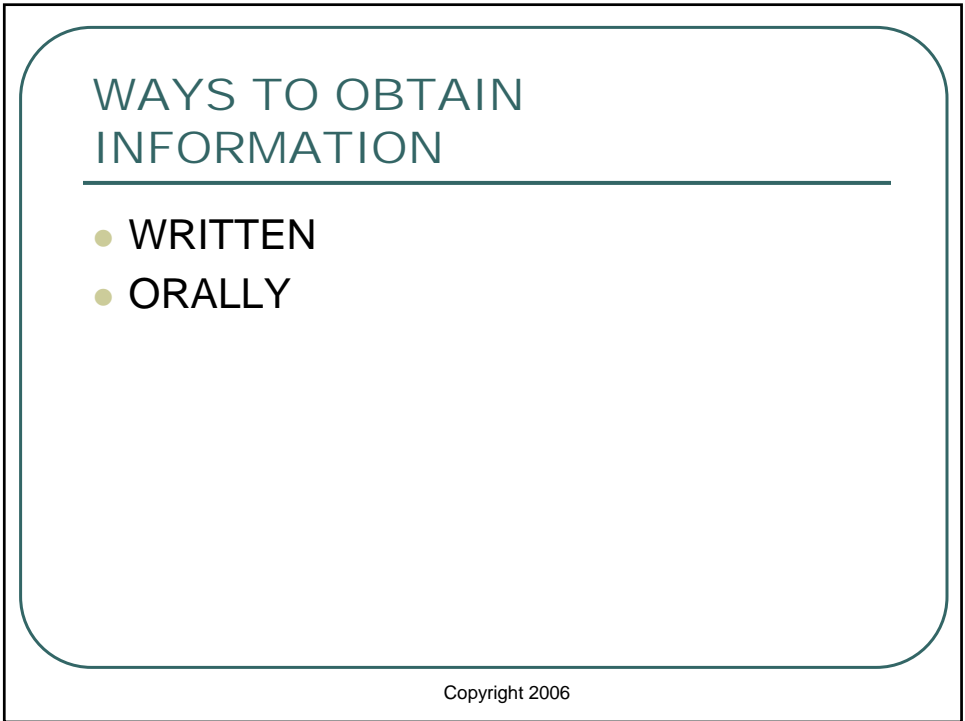 WAYS TO OBTAIN
INFORMATION
● WRITTEN
● ORALLY
Copyright 2006